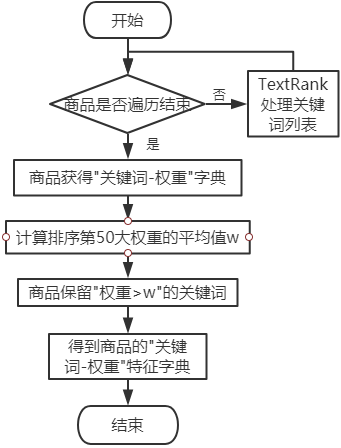 开始
商品是否遍历结束
否
TextRank
处理关键
词列表
是
商品获得"关键词-权重"字典
计算排序第50大权重的平均值w
商品保留"权重>w"的关键词
得到商品的"关键
词-权重"特征字典
结束